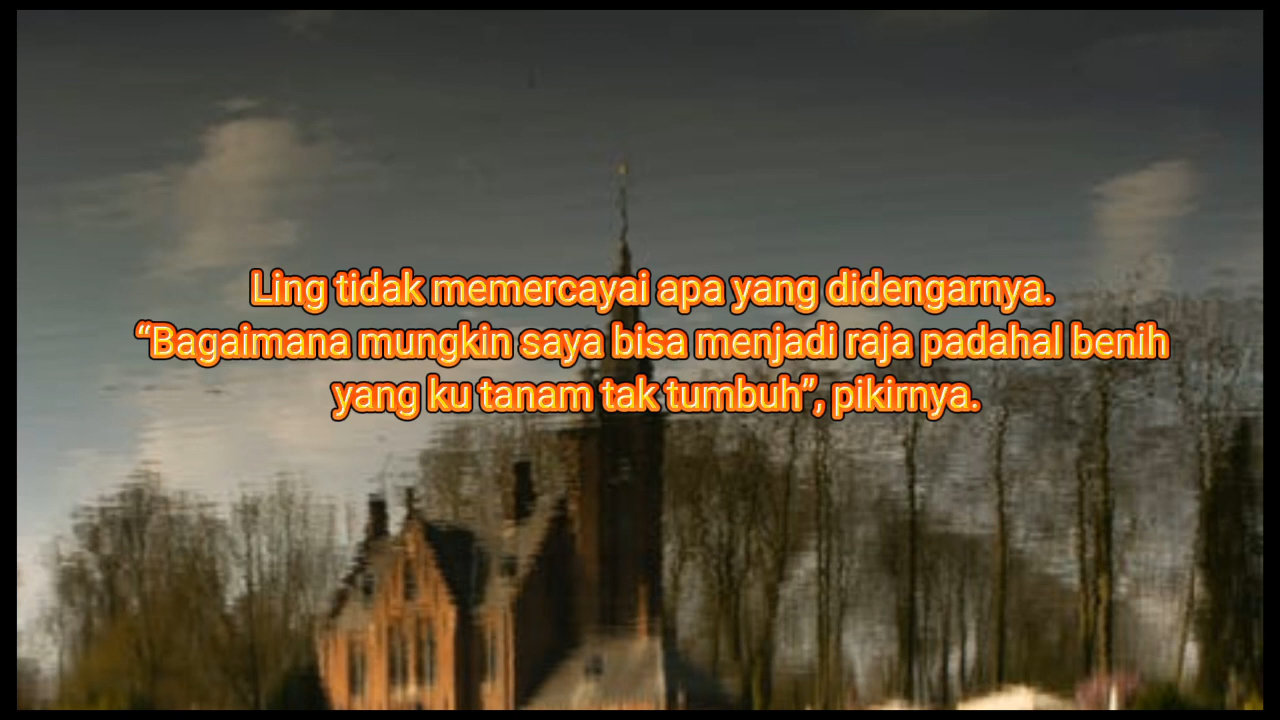 Ling tidak memercayai apa yang didengarnya.
“Bagaimana mungkin saya bisa menjadi raja padahal benih
yang ku tanam tak tumbuh”, pikirnya.